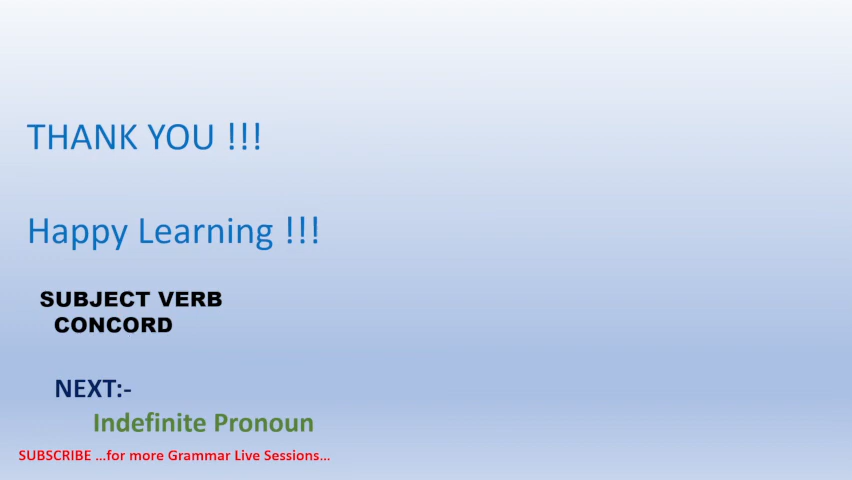 THANK YOU !!!
Happy Learning !!!
SUBJECT VERB
CONCORD
NEXT:-
Indefinite Pronoun
SUBSCRIBE ...for more Grammar Live Sessions...